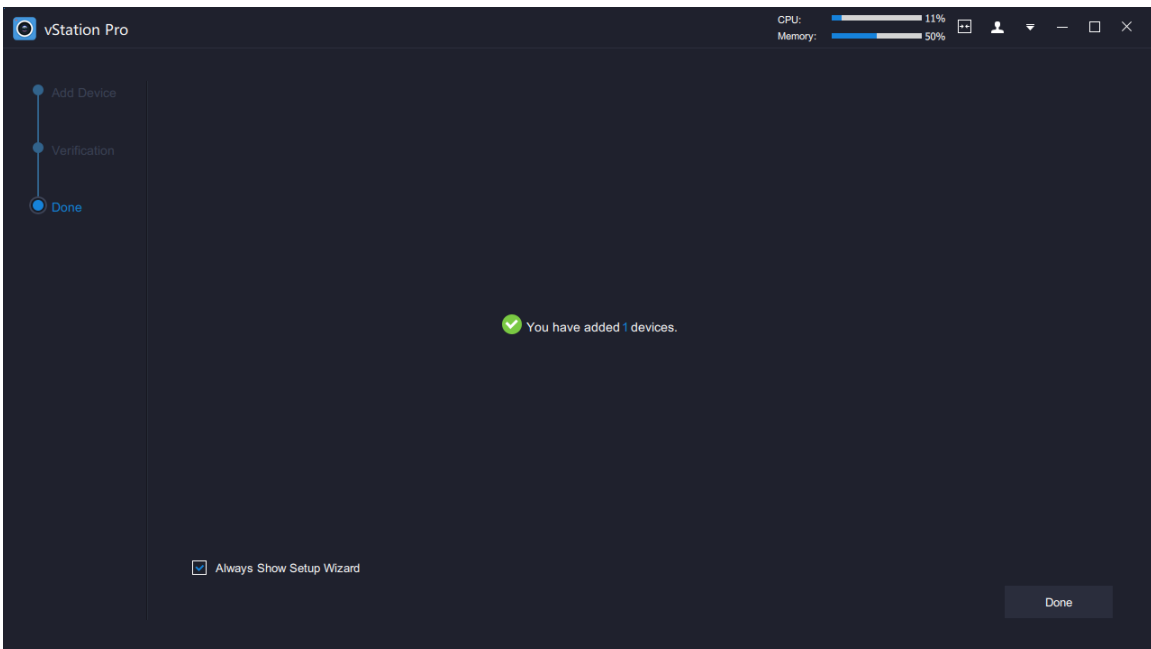 vStation Pro
CPU: 11%
Memory: 50%
Add Device
Verification
Done
You have added 1 devices.
Always Show Setup Wizard
Done